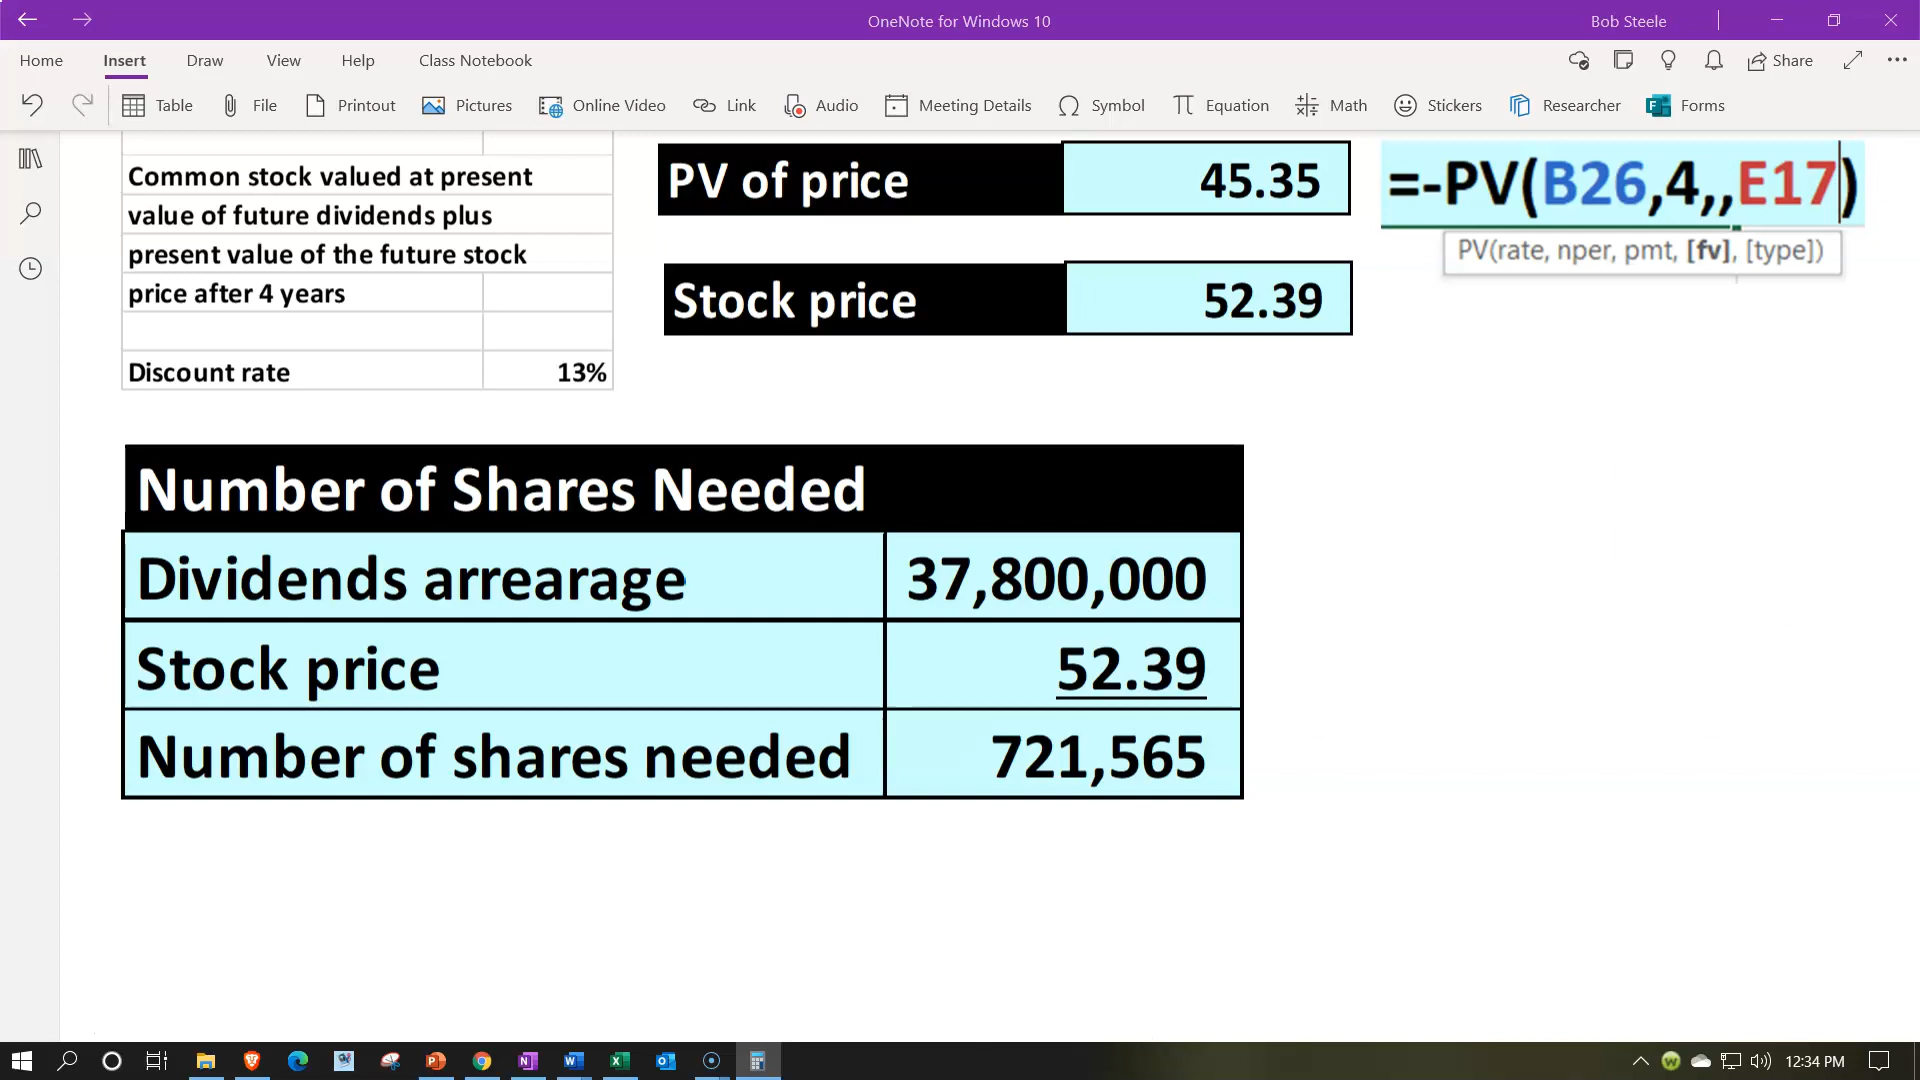 OneNote for Windows 10
Bob Steele
Home
Insert
Draw
View
Help
Class Notebook
Share
Table
File
Printout
Pictures
Online Video
Link
Audio
Meeting Details
Symbol
Equation
Math
Stickers
Researcher
Forms
Common stock valued at present
value of future dividends plus
present value of the future stock
price after 4 years
Discount rate 13%
PV of price 45.35
=-PV(B26,4,,E17)
PV(rate, nper, pmt, [fv], [type])
Stock price 52.39
Number of Shares Needed
Dividends arrearage 37,800,000
Stock price 52.39
Number of shares needed 721,565
12:34 PM